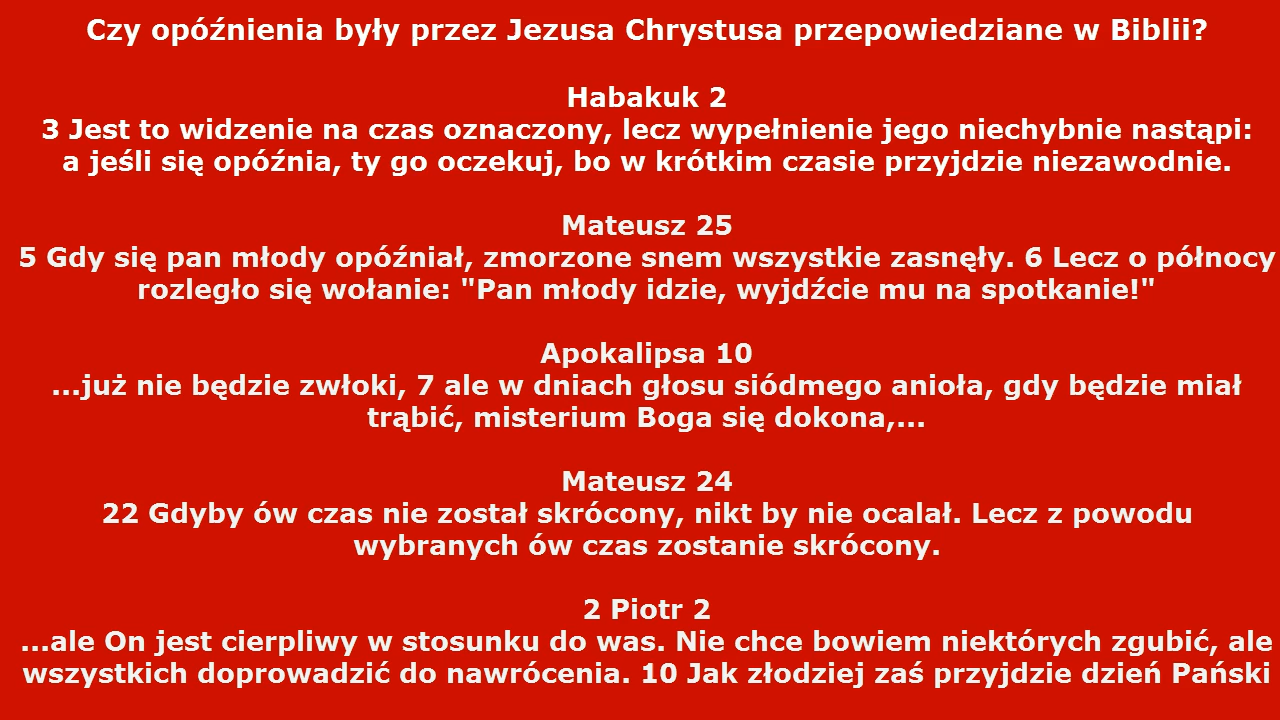 Czy opóźnienia były przez Jezusa Chrystusa przepowiedziane w Biblii?
Habakuk 2
3 Jest to widzenie na czas oznaczony, lecz wypełnienie jego niechybnie nastąpi:
a jeśli się opóźnia, ty go oczekuj, bo w krótkim czasie przyjdzie niezawodnie.
Mateusz 25
5 Gdy się pan młody opóźniał, zmorzone snem wszystkie zasnęły. 6 Lecz o północy
rozległo się wołanie: "Pan młody idzie, wyjdźcie mu na spotkanie!"
Apokalipsa 10
...już nie będzie zwłoki, 7 ale w dniach głosu siódmego anioła, gdy będzie miał
trąbić, misterium Boga się dokona,...
Mateusz 24
22 Gdyby ów czas nie został skrócony, nikt by nie ocalał. Lecz z powodu
wybranych ów czas zostanie skrócony.
2 Piotr 2
...ale On jest cierpliwy w stosunku do was. Nie chce bowiem niektórych zgubić, ale
wszystkich doprowadzić do nawrócenia. 10 Jak złodziej zaś przyjdzie dzień Pański